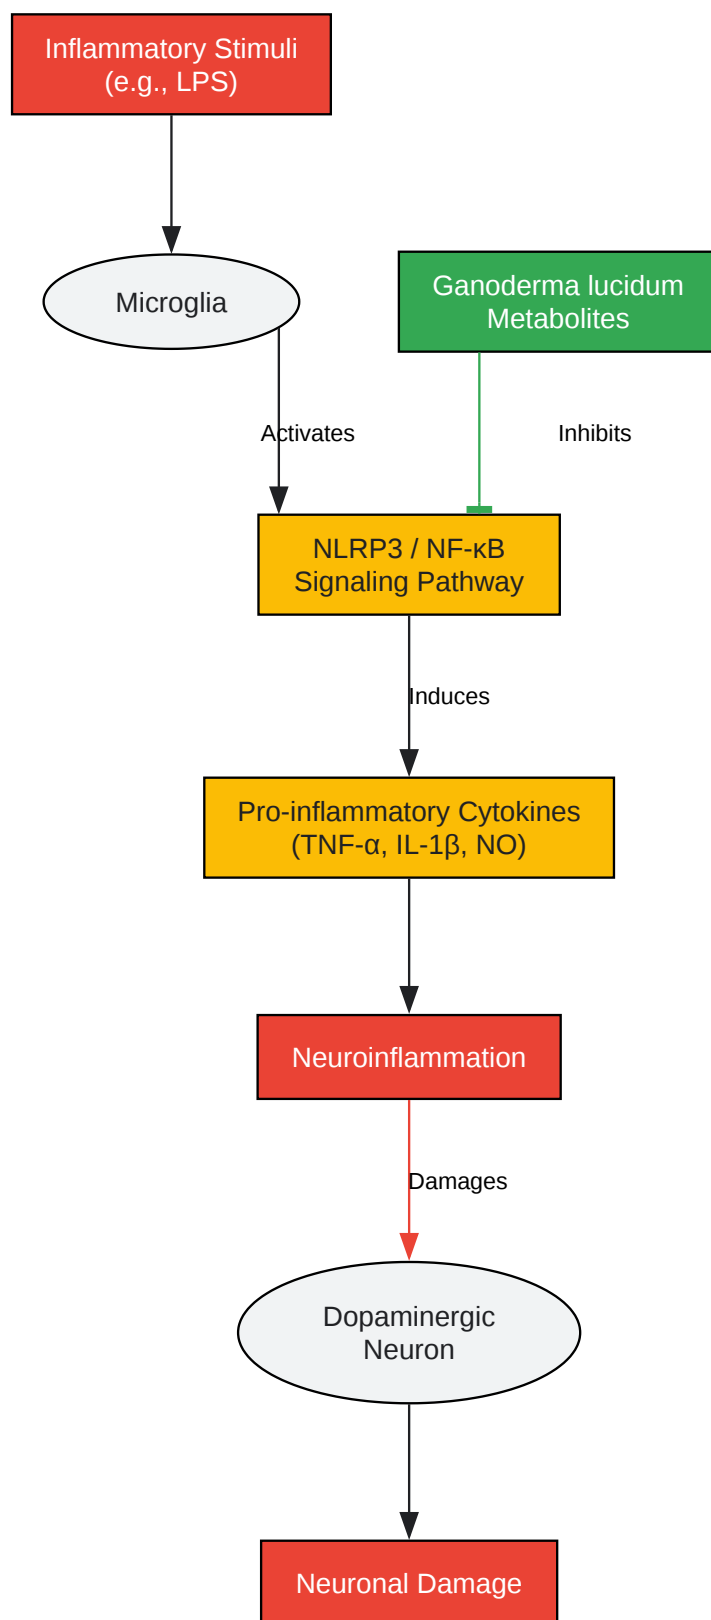 Inflammatory Stimuli
(e.g., LPS)
Microglia
Ganoderma lucidum
Metabolites
Activates
Inhibits
NLRP3 / NF-κB
Signaling Pathway
Induces
Pro-inflammatory Cytokines
(TNF-α, IL-1β, NO)
Neuroinflammation
Damages
Dopaminergic
Neuron
Neuronal Damage